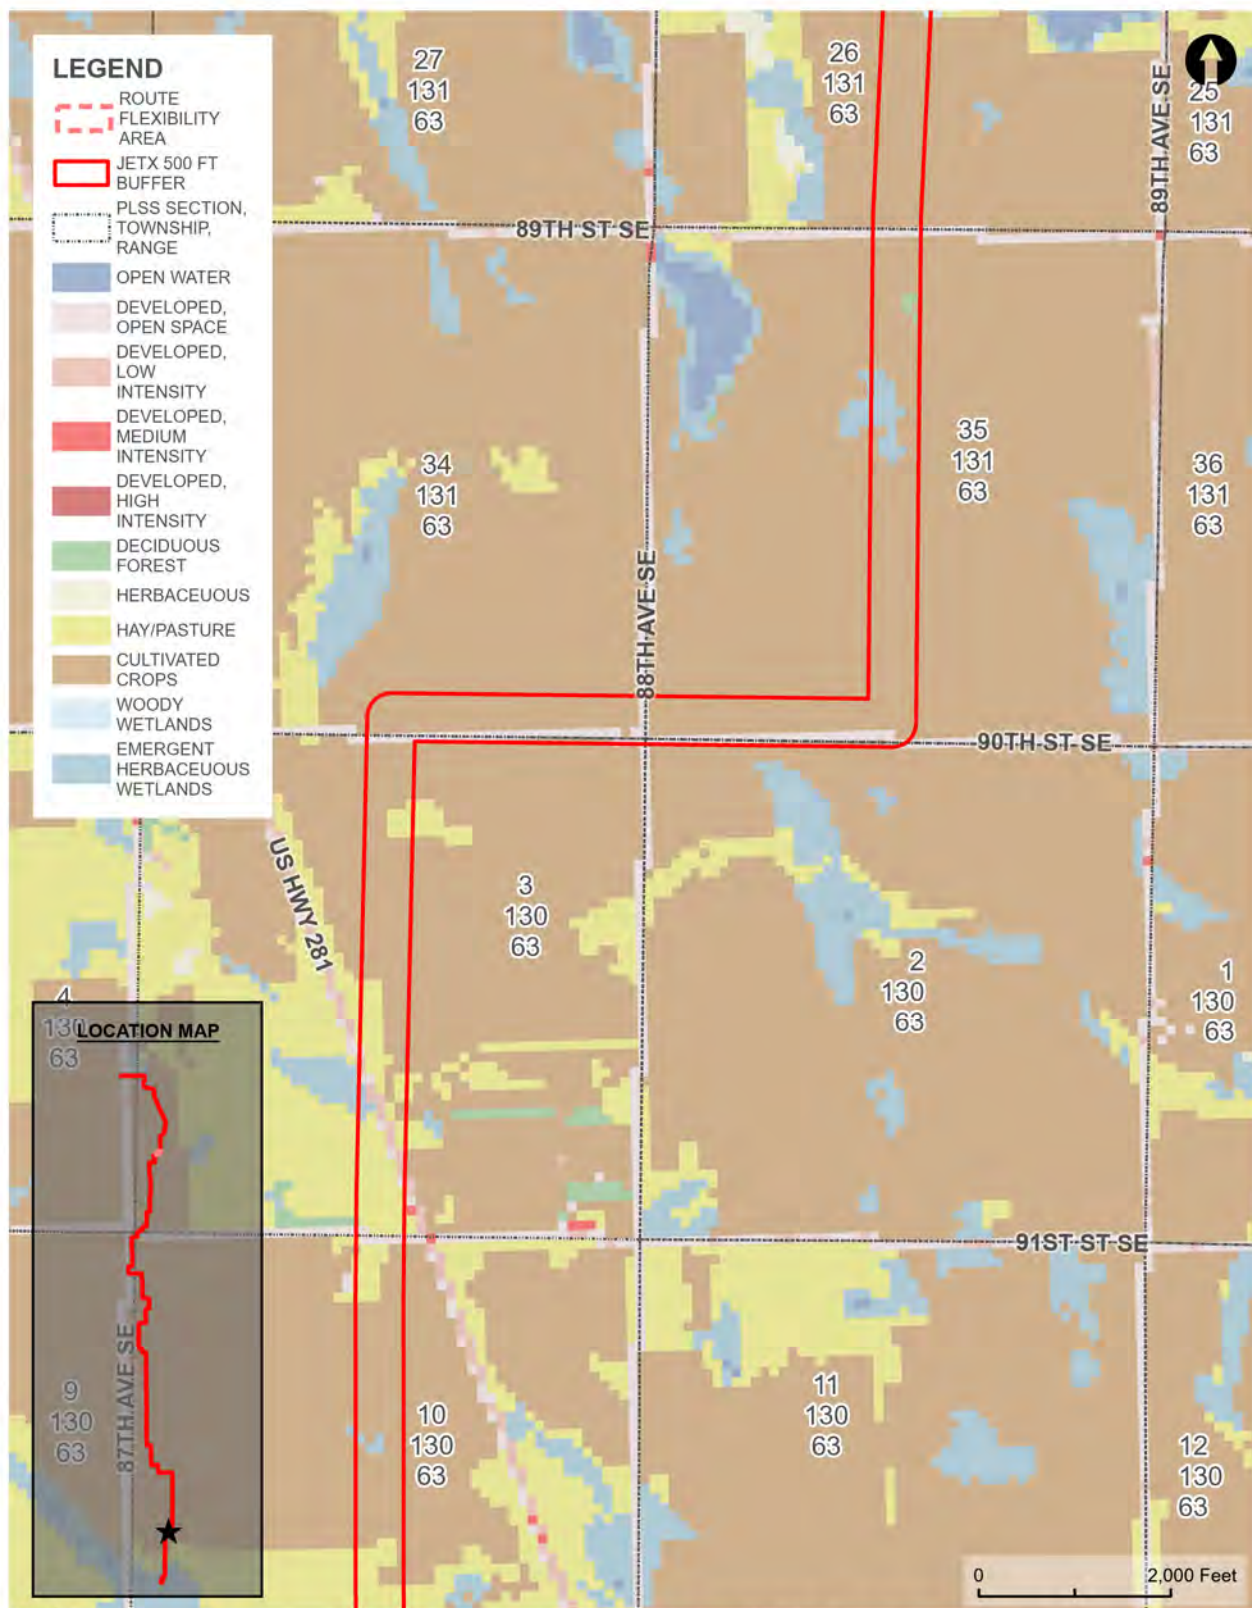 LEGEND
ROUTE
FLEXIBILITY
AREA
JETX 500 FT
BUFFER
PLSS SECTION,
TOWNSHIP,
RANGE
OPEN WATER
DEVELOPED,
OPEN SPACE
DEVELOPED,
LOW
INTENSITY
DEVELOPED,
MEDIUM
INTENSITY
DEVELOPED,
HIGH
INTENSITY
DECIDUOUS
FOREST
HERBACEUOUS
HAY/PASTURE
CULTIVATED
CROPS
WOODY
WETLANDS
EMERGENT
HERBACEUOUS
WETLANDS
27
131
63
26
131
63
25
131
63
89TH AVE SE
89TH ST SE
34
131
63
35
131
63
36
131
63
88TH AVE SE
90TH ST SE
US HWY 281
3
130
63
2
130
63
1
130
63
4
130
63
LOCATION MAP
91ST ST SE
87TH AVE SE
9
130
63
10
130
63
11
130
63
12
130
63
0
2,000 Feet